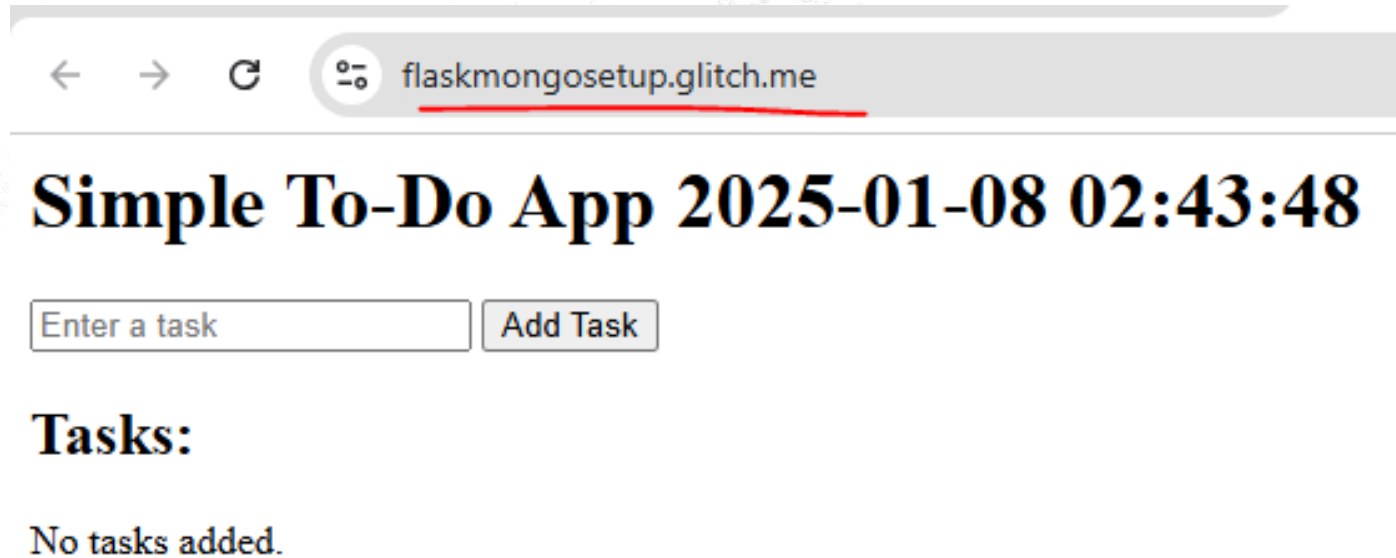 flaskmongosetup.glitch.me
Simple To-Do App 2025-01-08 02:43:48
Enter a task Add Task
Tasks:
No tasks added.